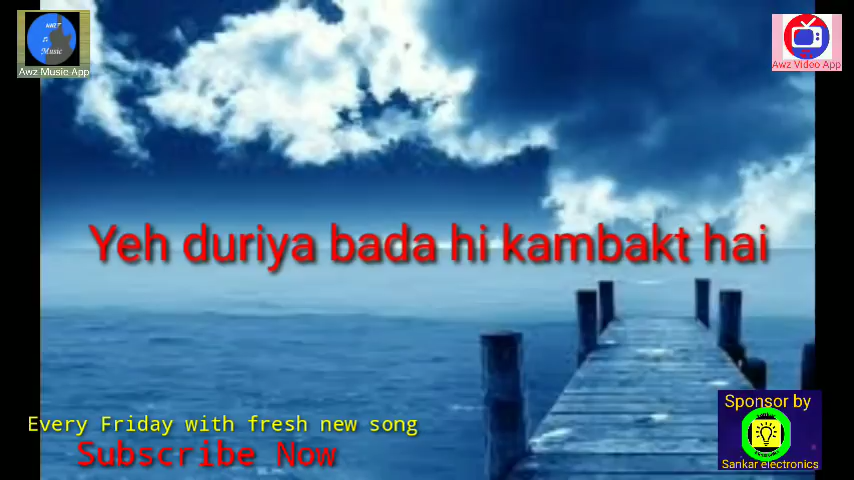 Awz Music App
Awz Video App
Yeh duriya bada hi kambakt hai
Every Friday with fresh new song
Subscribe Now
Sponsor by
Sankar electronics